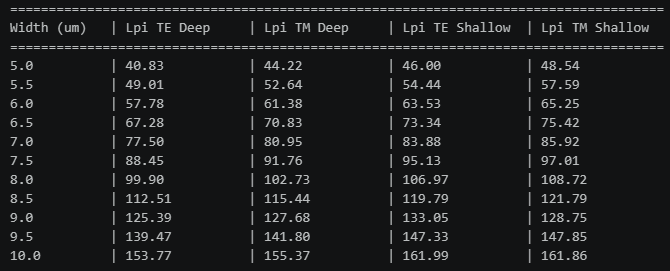 ================================================================================
Width (um) | Lpi TE Deep | Lpi TM Deep | Lpi TE Shallow | Lpi TM Shallow
================================================================================
5.0 | 40.83 | 44.22 | 46.00 | 48.54
5.5 | 49.01 | 52.64 | 54.44 | 57.59
6.0 | 57.78 | 61.38 | 63.53 | 65.25
6.5 | 67.28 | 70.83 | 73.34 | 75.42
7.0 | 77.50 | 80.95 | 83.88 | 85.92
7.5 | 88.45 | 91.76 | 95.13 | 97.01
8.0 | 99.90 | 102.73 | 106.97 | 108.72
8.5 | 112.51 | 115.44 | 119.79 | 121.79
9.0 | 125.39 | 127.68 | 133.05 | 128.75
9.5 | 139.47 | 141.80 | 147.33 | 147.85
10.0 | 153.77 | 155.37 | 161.99 | 161.86